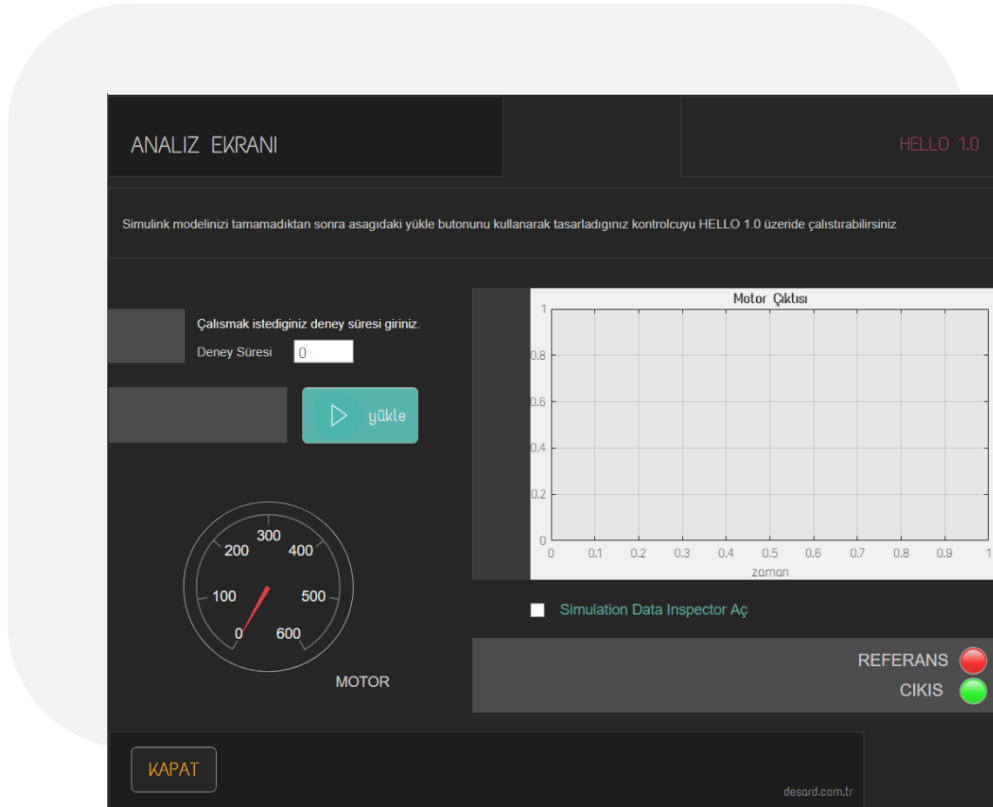 ANALIZ EKRANI
HELLO 1.0
Simulink modelinizi tamamadıktan sonra asagıdaki yükle butonunu kullanarak tasarladıgınız kontrolcuyu HELLO 1.0 üzeride çalıstırabilirsiniz
Çalısmak istediginiz deney süresi giriniz.
Deney Süresi 0
yükle
Motor Çıktısı
1
0.8
0.6
0.4
0.2
0
0 0.1 0.2 0.3 0.4 0.5 0.6 0.7 0.8 0.9 1
zaman
300
200 400
100 500
0 600
MOTOR
Simulation Data Inspector Aç
REFERANS
CIKIS
KAPAT
desard.com.tr